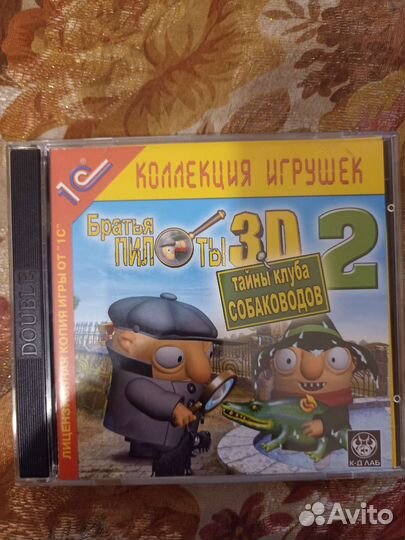 1С
КОЛЛЕКЦИЯ ИГРУШЕК
Братья
ПИЛОТЫ 3D 2
тайны клуба
СОБАКОВОДОВ
ЛИЦЕНЗИОННАЯ КОПИЯ ИГРЫ ОТ "1С"
DOUBLE
К-Д ЛАБ
Avito